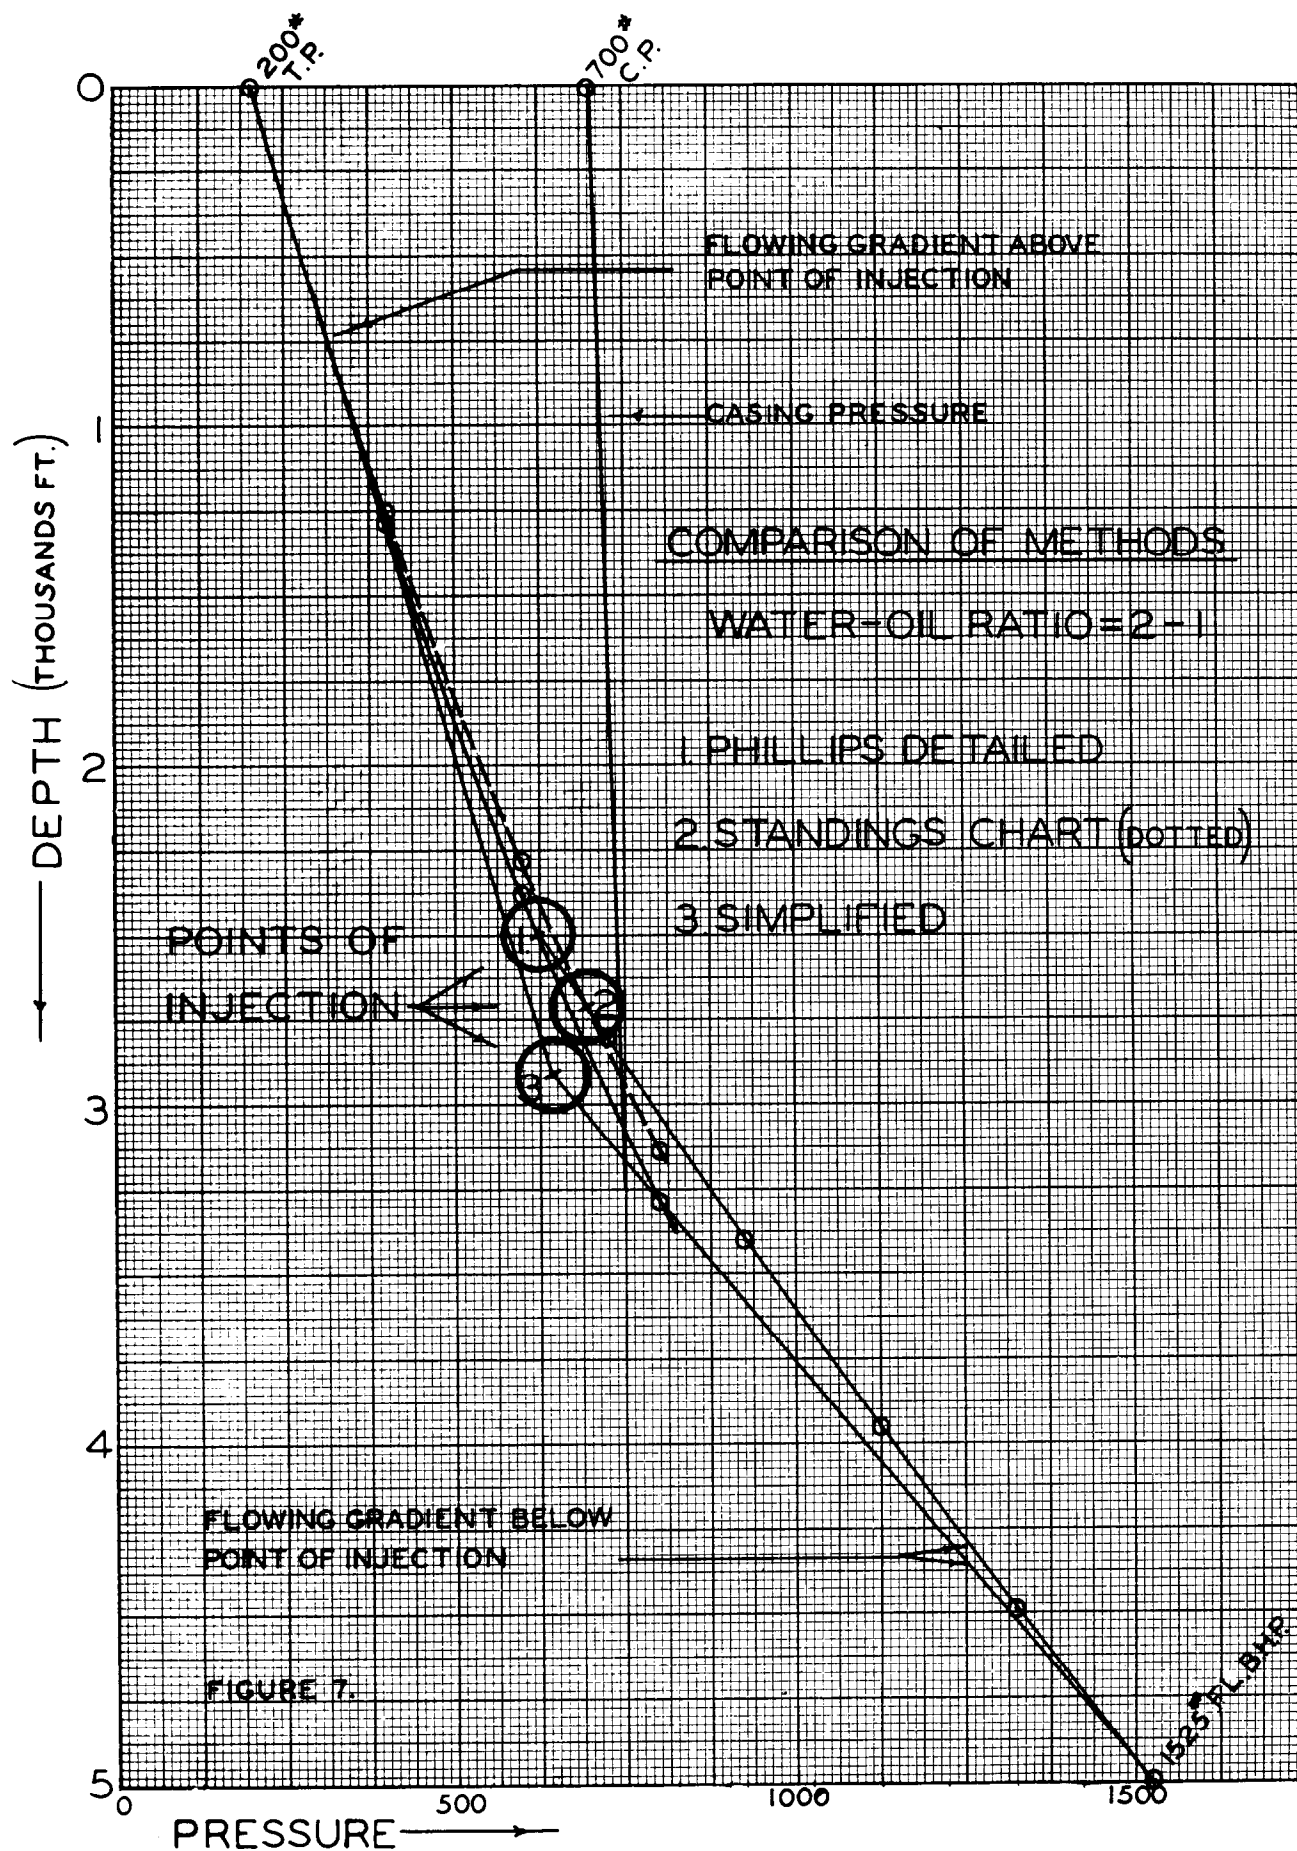 200# T.P.
700# C.P.
0
FLOWING GRADIENT ABOVE
POINT OF INJECTION
CASING PRESSURE
1
COMPARISON OF METHODS
WATER-OIL RATIO = 2-1
1. PHILLIPS DETAILED
2
2. STANDINGS CHART (DOTTED)
3. SIMPLIFIED
DEPTH (THOUSANDS FT.)
POINTS OF
INJECTION
1
2
3
3
4
FLOWING GRADIENT BELOW
POINT OF INJECTION
FIGURE 7.
1525# FL. B.H.P.
5
0 500 1000 1500
PRESSURE